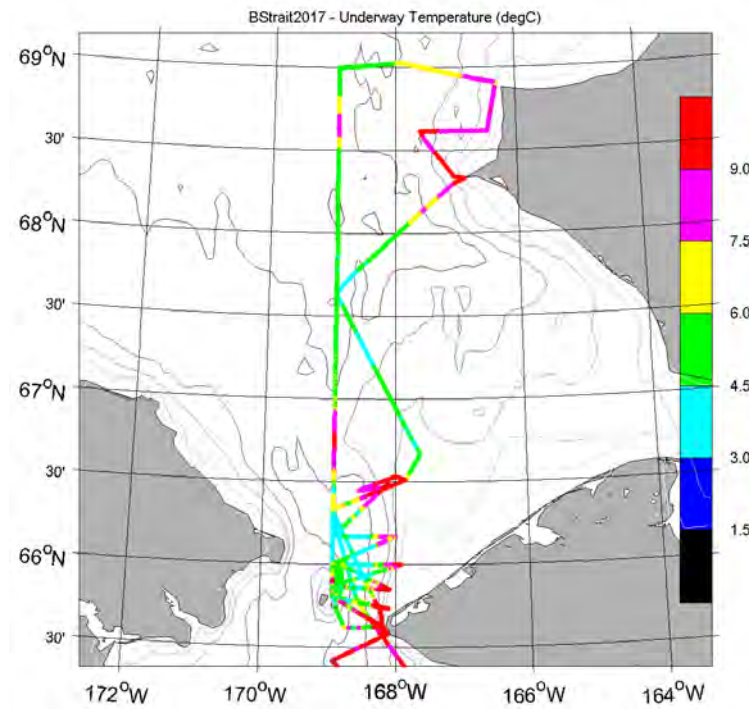 BStrait2017 - Underway Temperature (degC)
69°N
30'
68°N
30'
67°N
30'
66°N
30'
9.0
7.5
6.0
4.5
3.0
1.5
172°W
170°W
168°W
166°W
164°W